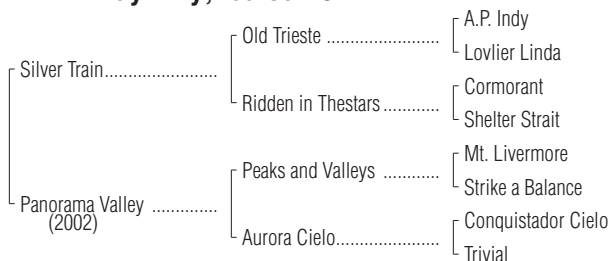 A.P. Indy
Old Trieste ............................
Lovlier Linda
Silver Train............................
Cormorant
Ridden in Thestars ..............
Shelter Strait
Mt. Livermore
Peaks and Valleys ..............
Strike a Balance
Panorama Valley ................
(2002)
Conquistador Cielo
Aurora Cielo..........................
Trivial